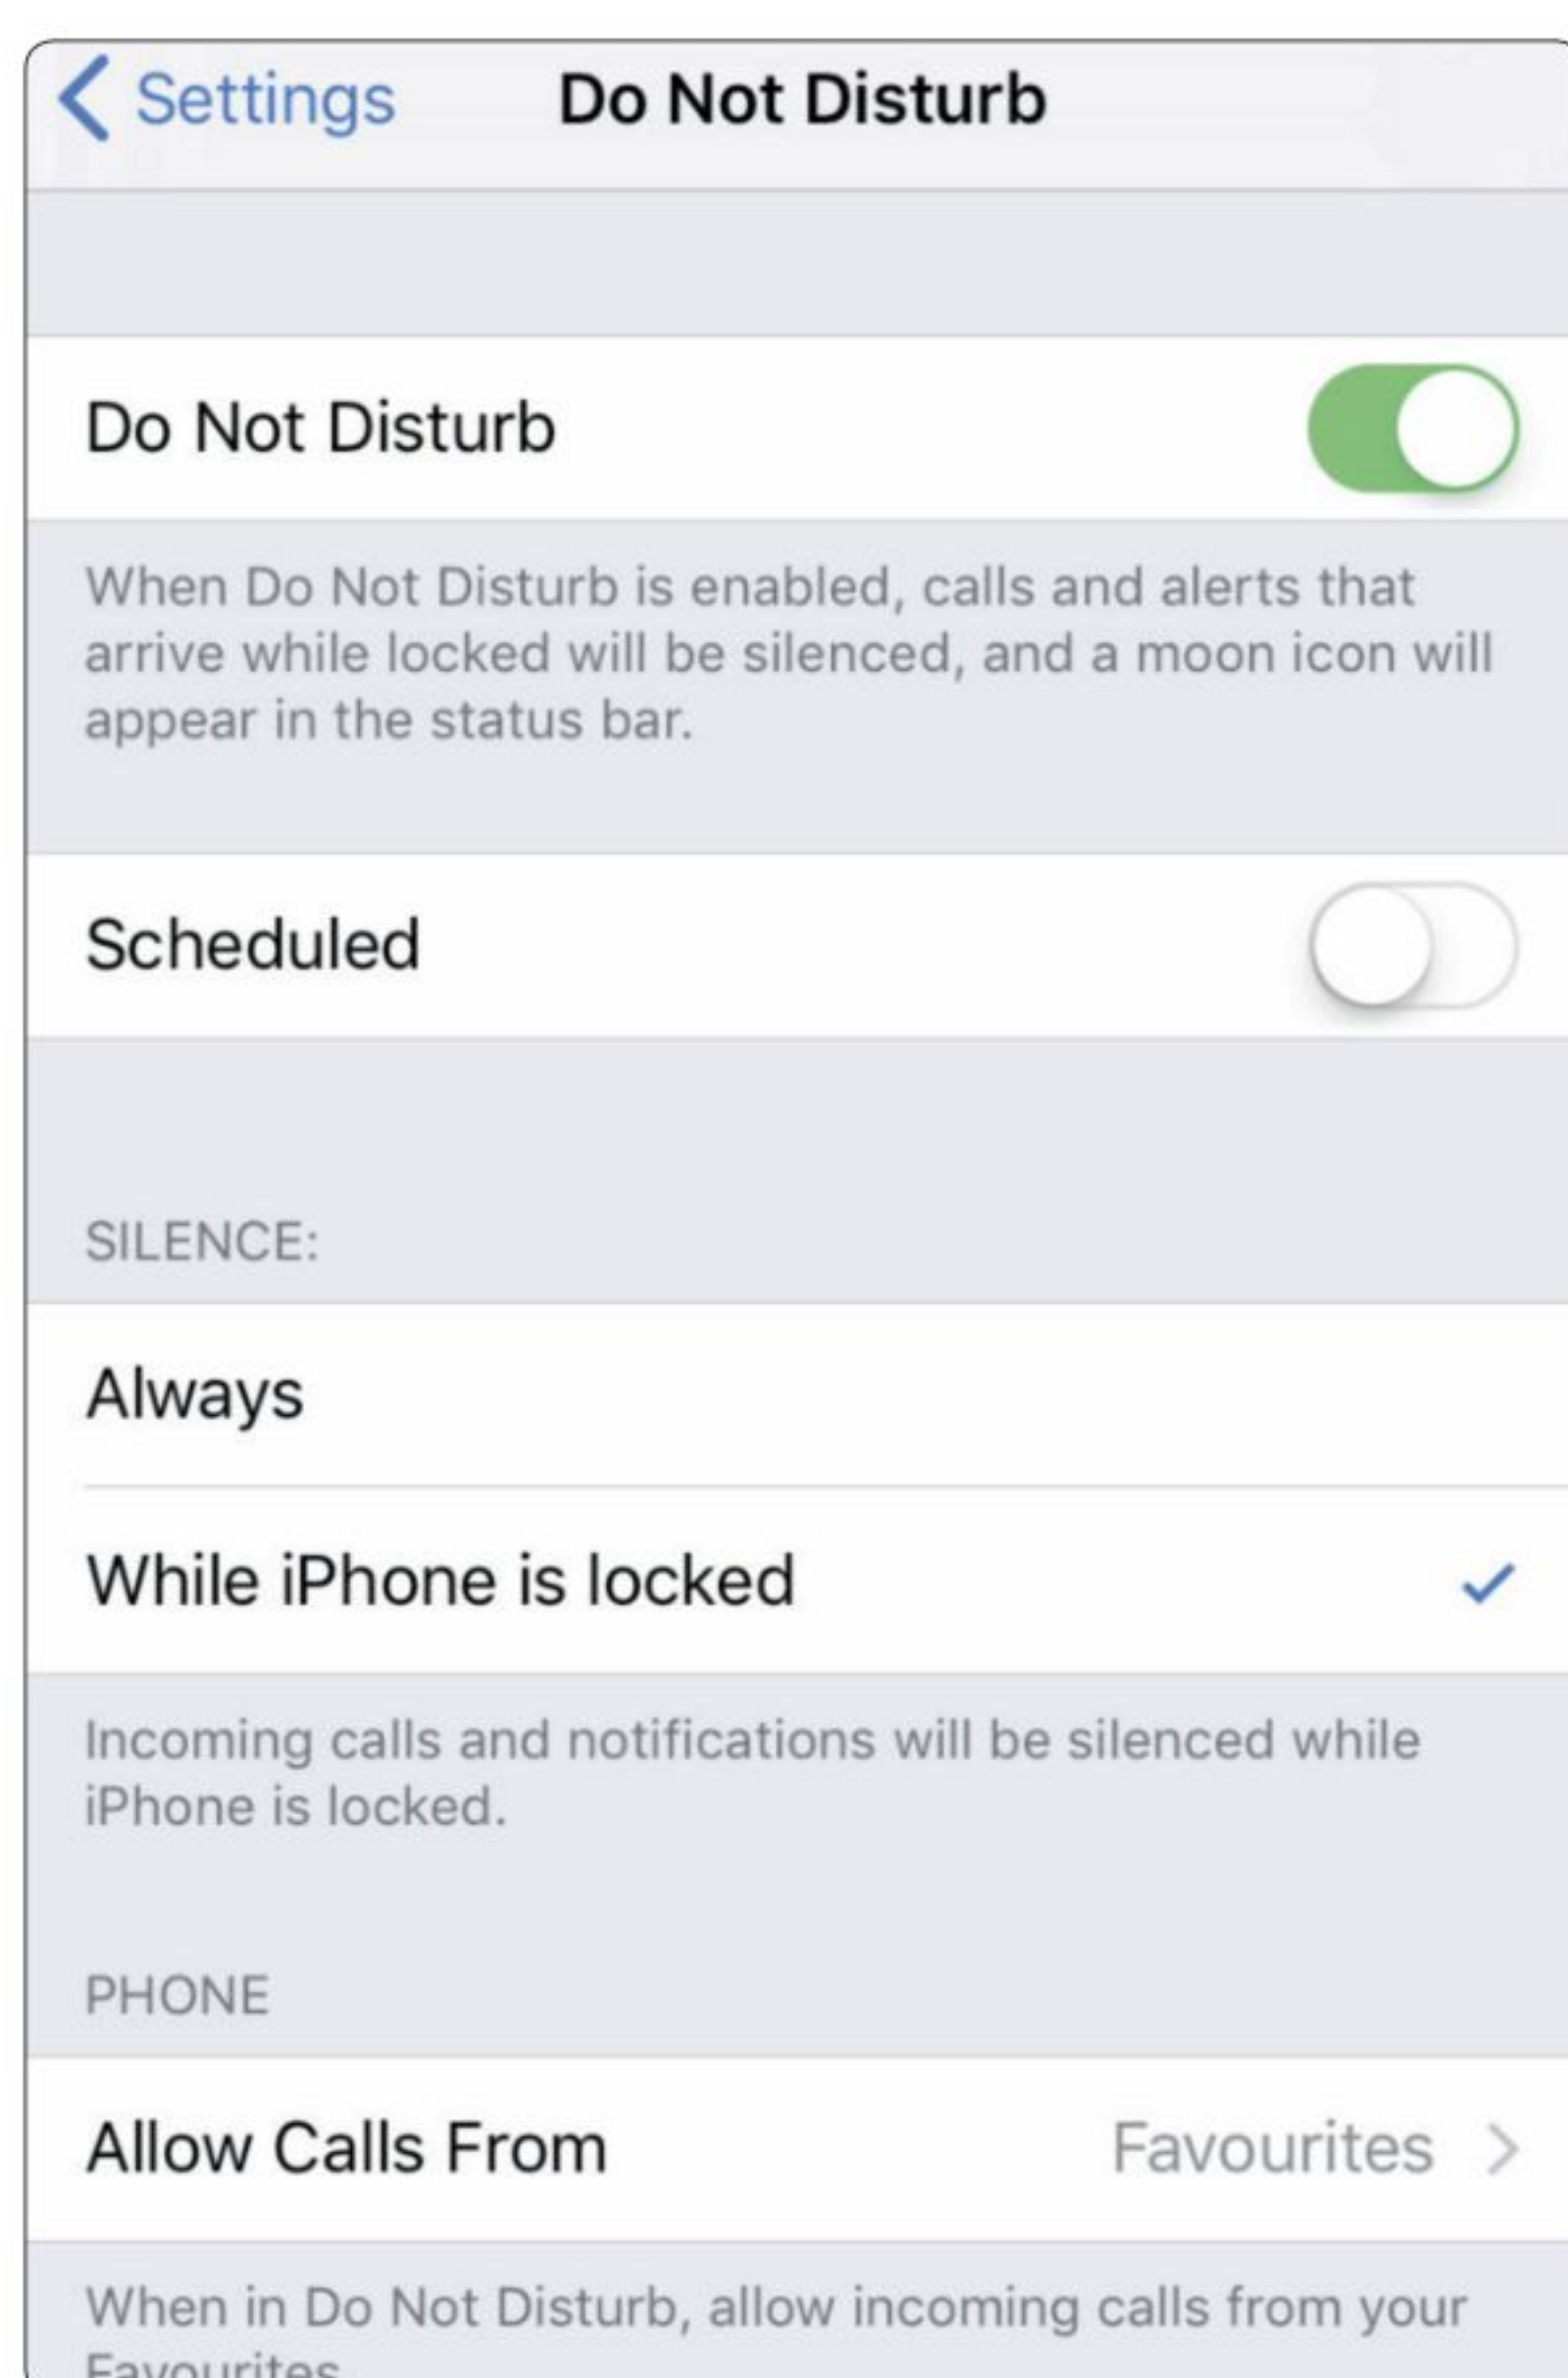 Settings
Do Not Disturb
Do Not Disturb
When Do Not Disturb is enabled, calls and alerts that
arrive while locked will be silenced, and a moon icon will
appear in the status bar.
Scheduled
SILENCE:
Always
While iPhone is locked
Incoming calls and notifications will be silenced while
iPhone is locked.
PHONE
Allow Calls From
Favourites
When in Do Not Disturb, allow incoming calls from your
Favourites.